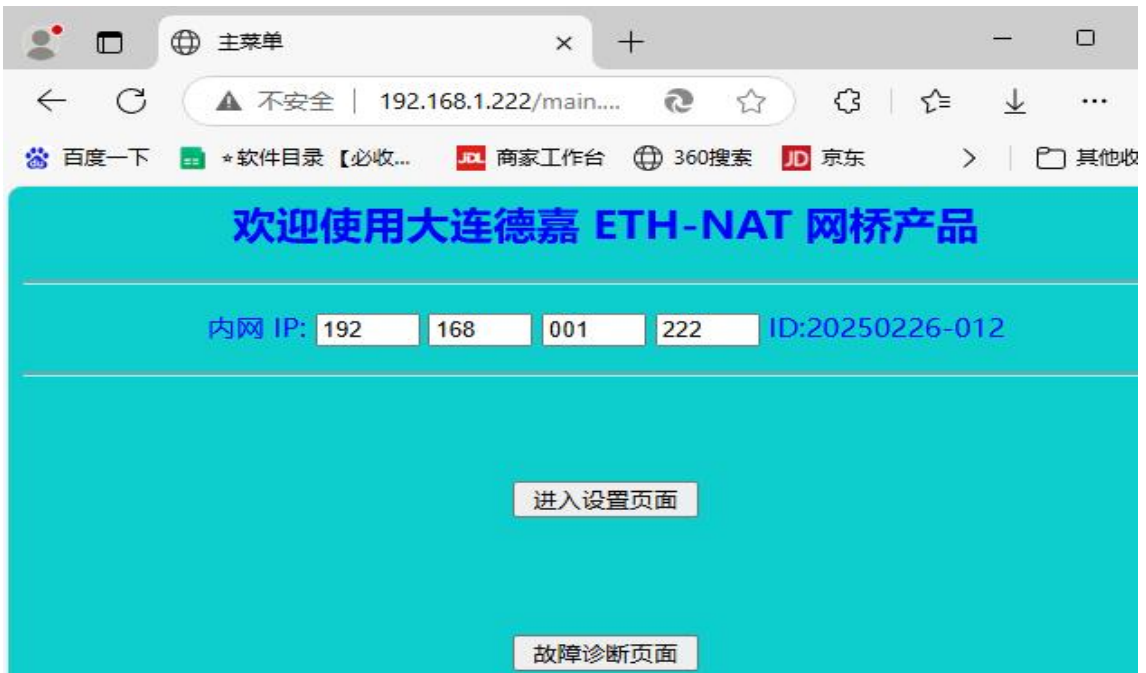 主菜单
不安全 | 192.168.1.222/main....
百度一下 *软件目录【必收... JDL 商家工作台 360搜索 JD 京东 > 其他收
欢迎使用大连德嘉 ETH-NAT 网桥产品
内网 IP: 192 168 001 222 ID:20250226-012
进入设置页面
故障诊断页面